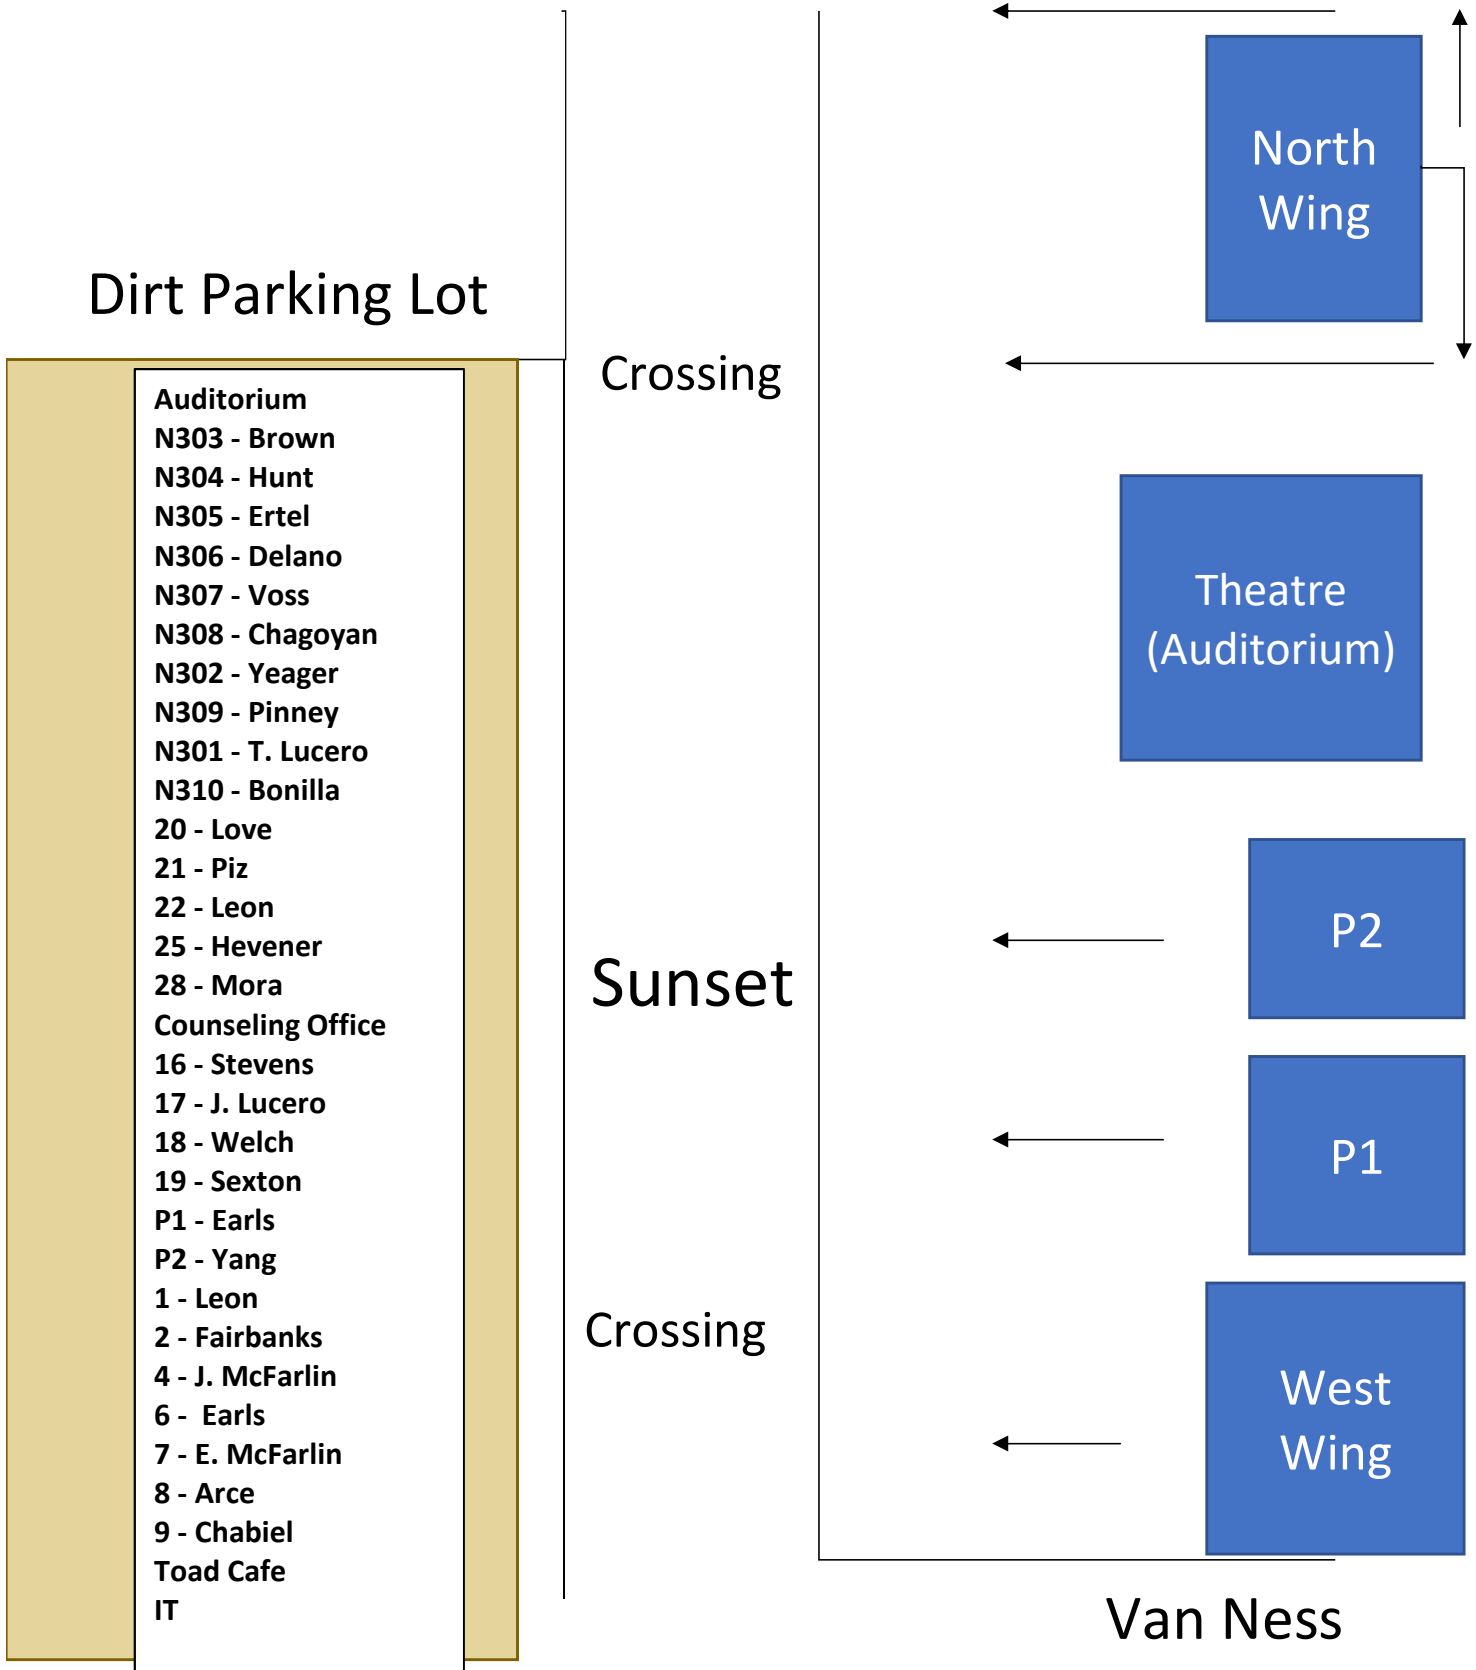 North
Wing
Dirt Parking Lot
Crossing
Auditorium
N303 - Brown
N304 - Hunt
N305 - Ertel
N306 - Delano
N307 - Voss
N308 - Chagoyan
N302 - Yeager
N309 - Pinney
N301 - T. Lucero
N310 - Bonilla
20 - Love
21 - Piz
22 - Leon
25 - Hevener
28 - Mora
Counseling Office
16 - Stevens
17 - J. Lucero
18 - Welch
19 - Sexton
P1 - Earls
P2 - Yang
1 - Leon
2 - Fairbanks
4 - J. McFarlin
6 -  Earls
7 - E. McFarlin
8 - Arce
9 - Chabiel
Toad Cafe
IT
Theatre
(Auditorium)
P2
Sunset
P1
Crossing
West
Wing
Van Ness